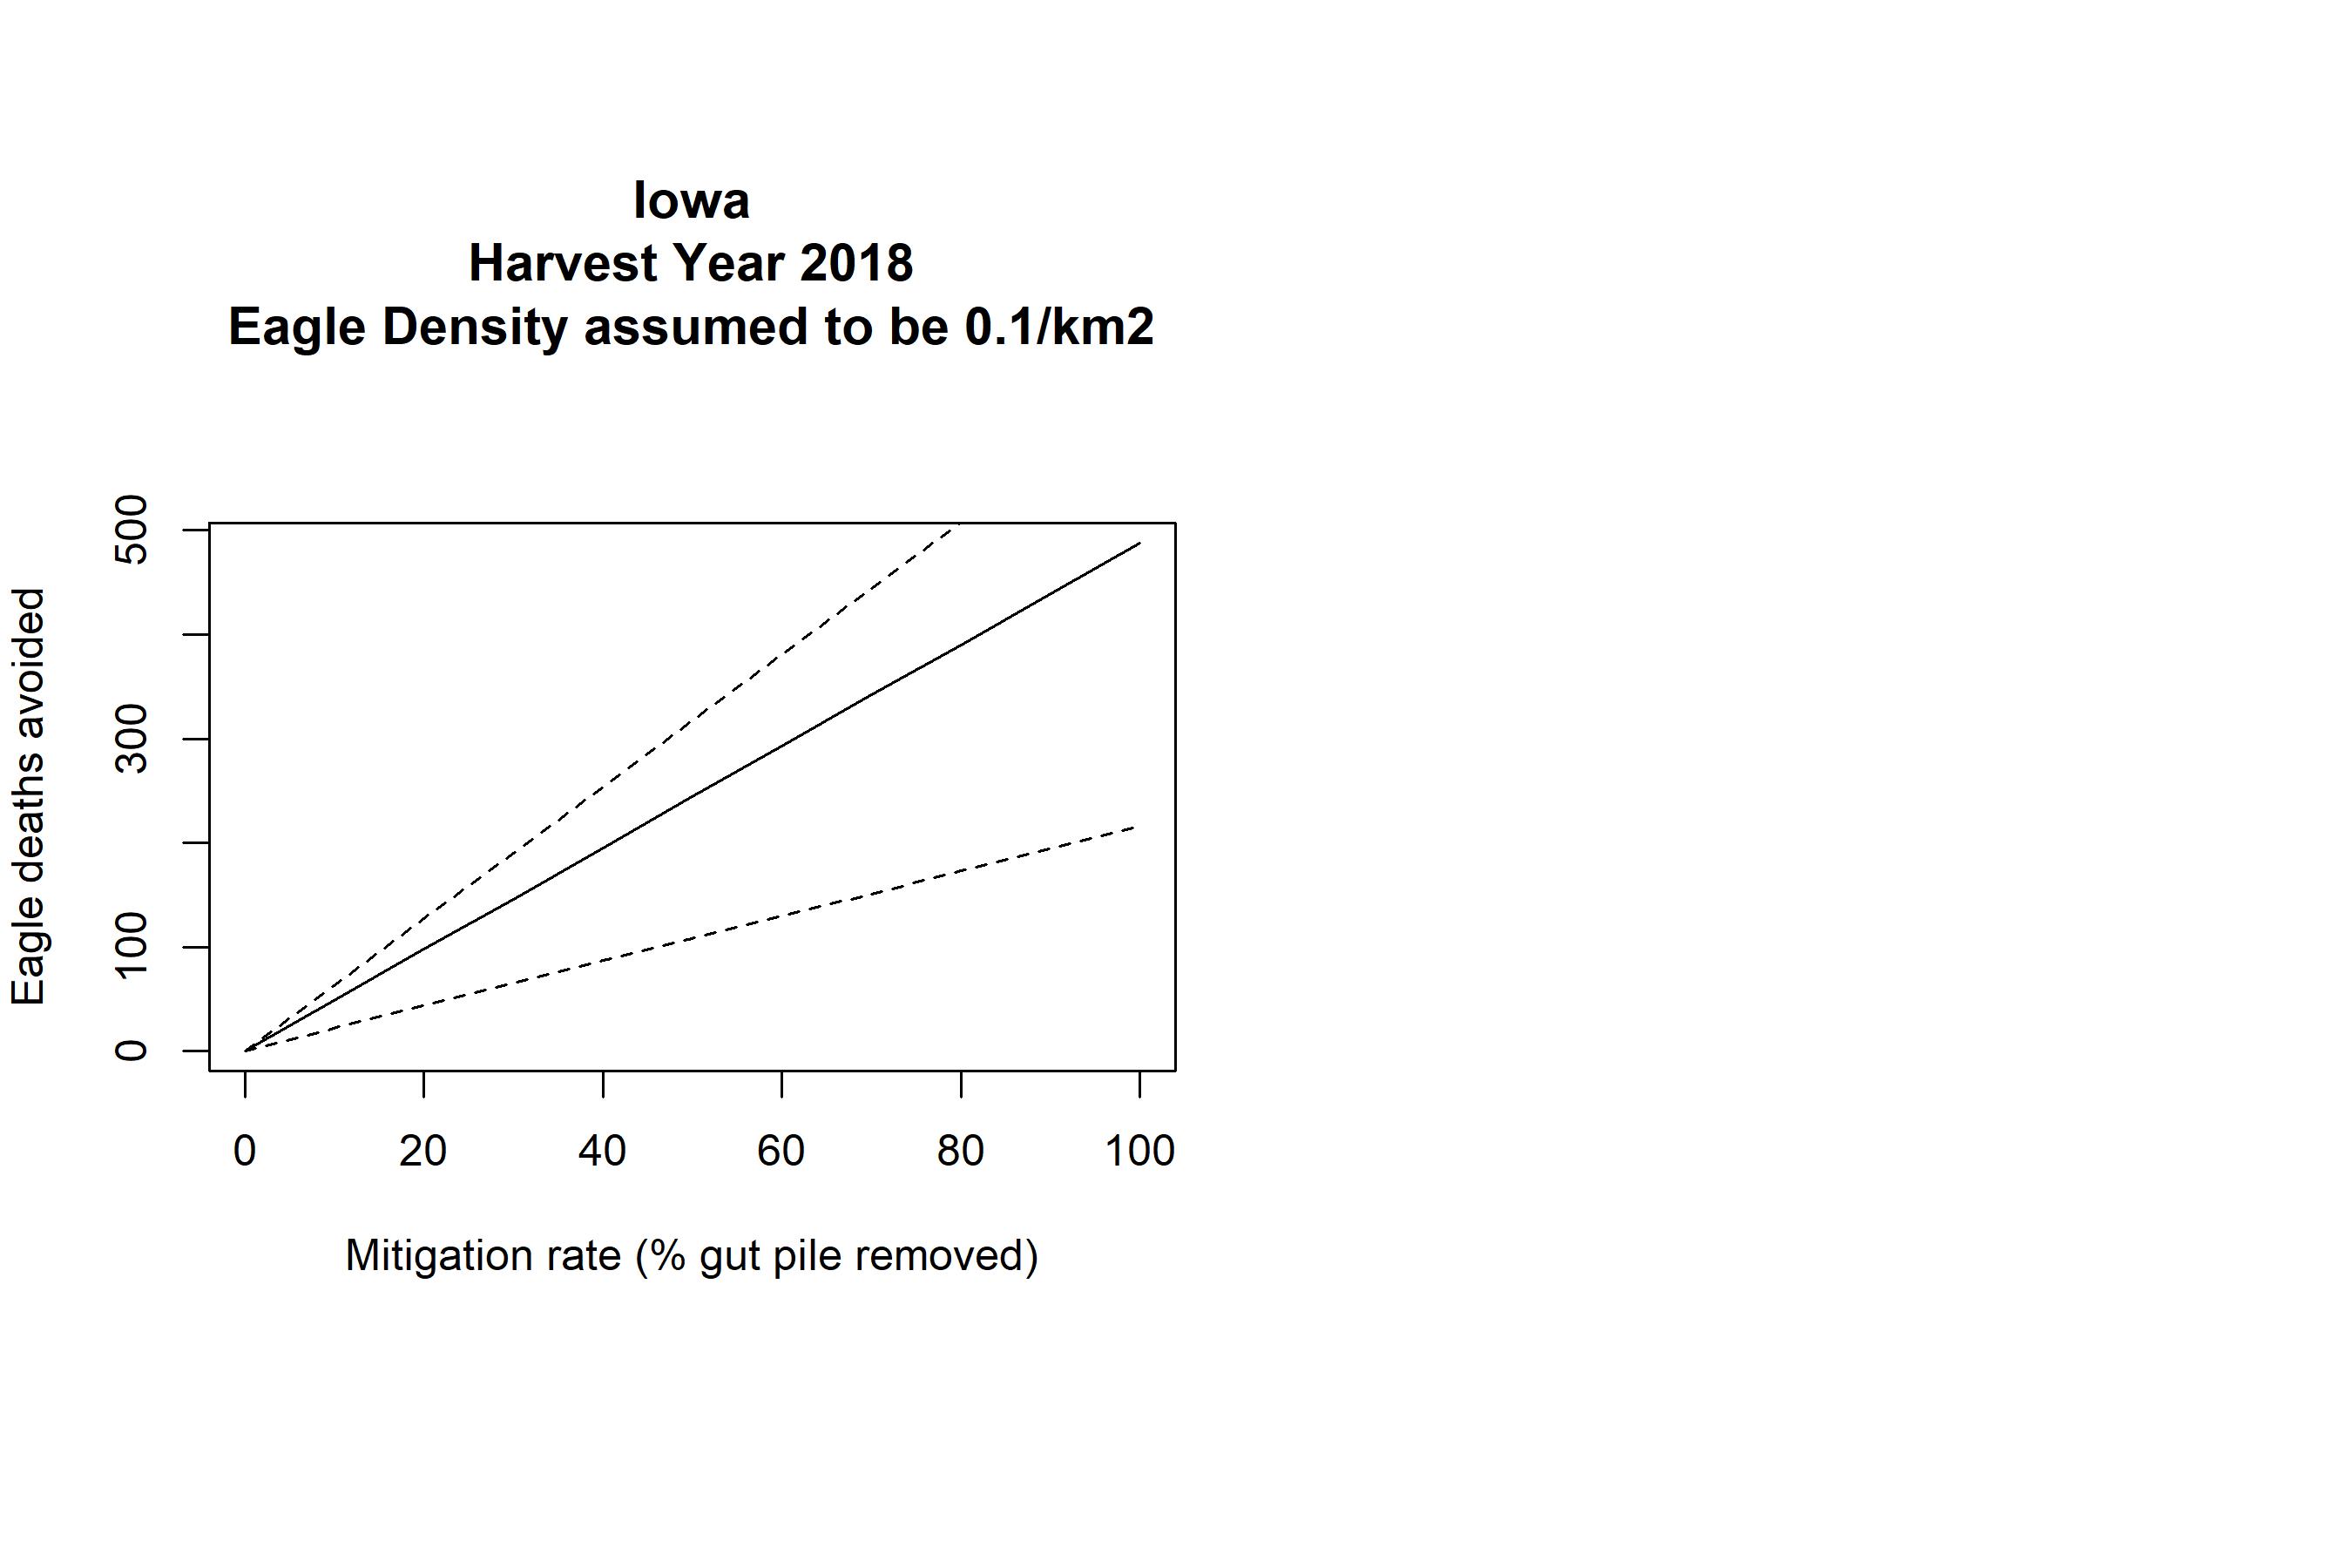 Iowa
Harvest Year 2018
Eagle Density assumed to be 0.1/km2
Eagle deaths avoided
500
300
100
0
0 20 40 60 80 100
Mitigation rate (% gut pile removed)